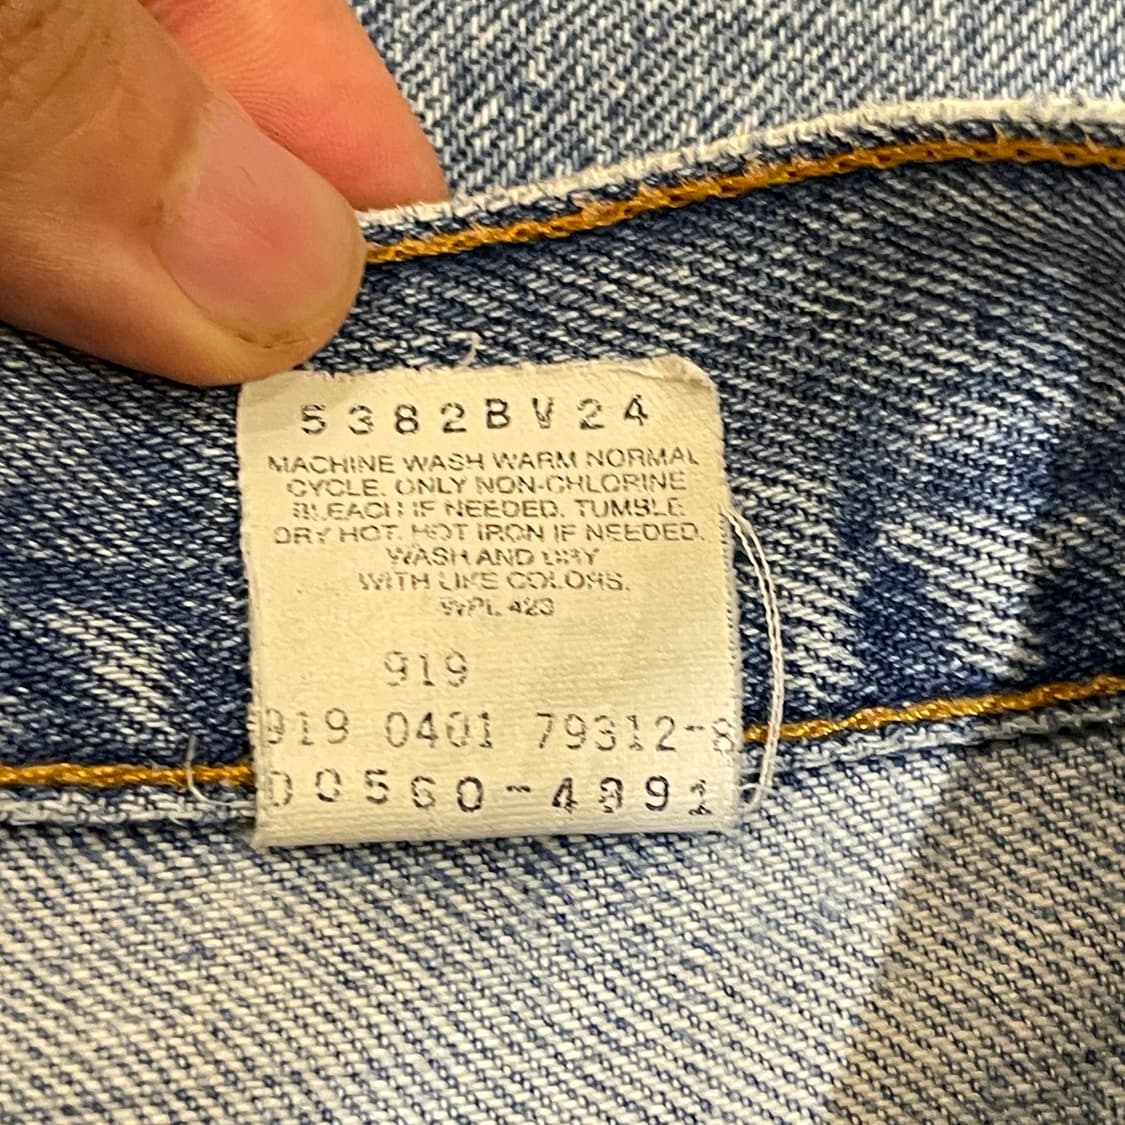 5382BV24
MACHINE WASH WARM NORMAL
CYCLE. ONLY NON-CHLORINE
BLEACH IF NEEDED. TUMBLE
DRY HOT. HOT IRON IF NEEDED.
WASH AND DRY
WITH LIKE COLORS.
WPL 423
919
919 0401 79312-8
00560-4891